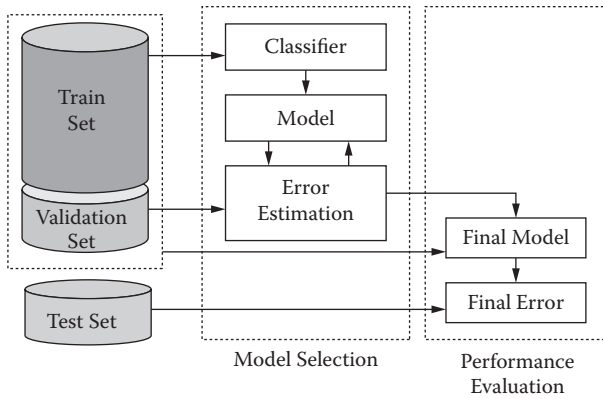 Train
Set
Validation
Set
Test Set
Classifier
Model
Error
Estimation
Model Selection
Final Model
Final Error
Performance
Evaluation